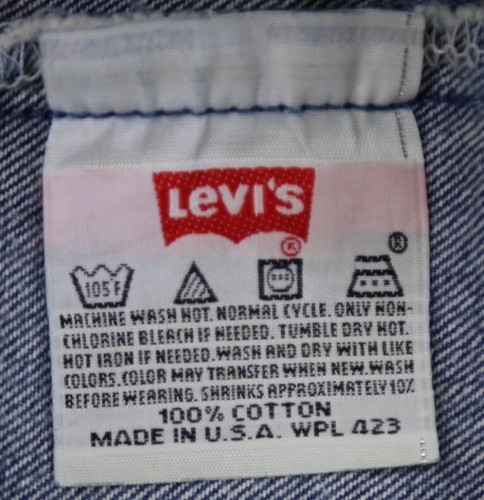 Levi's
®
®
105°F
MACHINE WASH HOT. NORMAL CYCLE. ONLY NON-
CHLORINE BLEACH IF NEEDED. TUMBLE DRY HOT.
HOT IRON IF NEEDED. WASH AND DRY WITH LIKE
COLORS. COLOR MAY TRANSFER WHEN NEW. WASH
BEFORE WEARING. SHRINKS APPROXIMATELY 10%
100% COTTON
MADE IN U.S.A. WPL 423